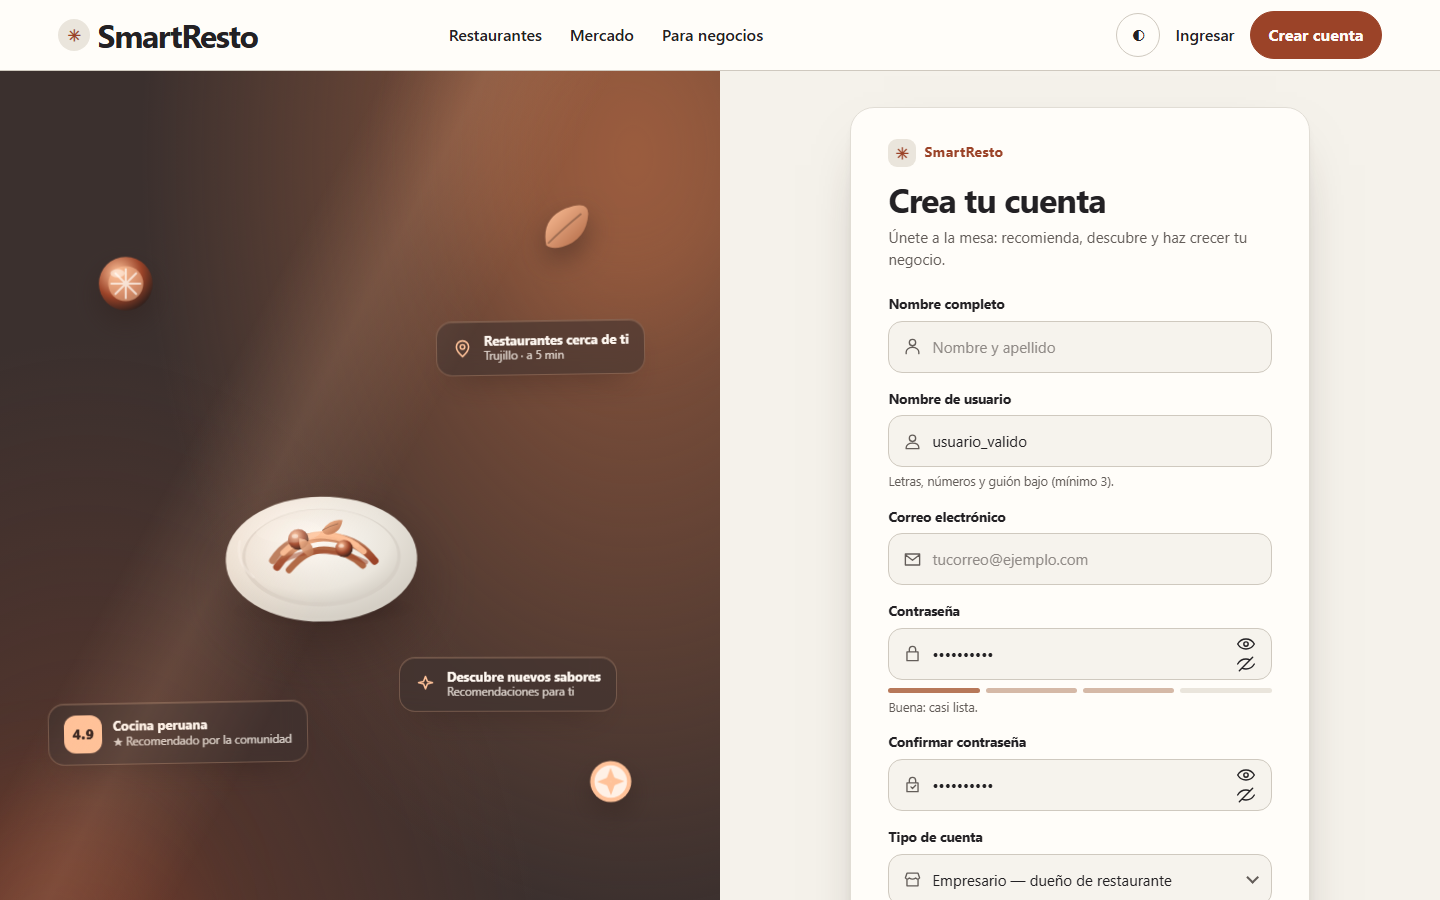 SmartResto
Restaurantes
Mercado
Para negocios
Ingresar
Crear cuenta
Restaurantes cerca de ti
Trujillo · a 5 min
Descubre nuevos sabores
Recomendaciones para ti
4.9
Cocina peruana
★ Recomendado por la comunidad
SmartResto
Crea tu cuenta
Únete a la mesa: recomienda, descubre y haz crecer tu
negocio.
Nombre completo
Nombre y apellido
Nombre de usuario
usuario_valido
Letras, números y guión bajo (mínimo 3).
Correo electrónico
tucorreo@ejemplo.com
Contraseña
••••••••••
Buena: casi lista.
Confirmar contraseña
••••••••••
Tipo de cuenta
Empresario — dueño de restaurante